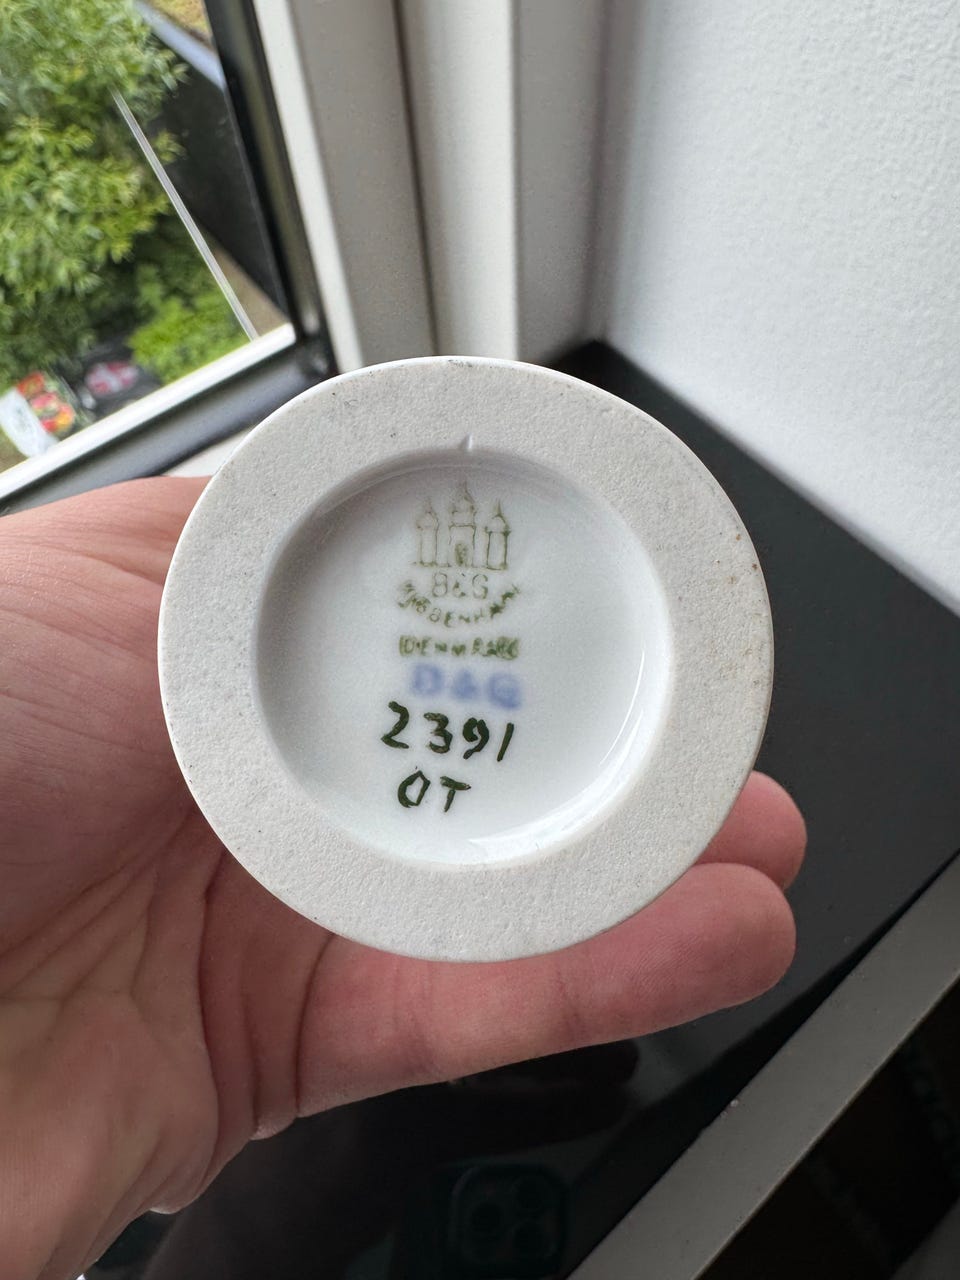 B&G
KJØBENHAVN
DENMARK
B&G
2391
OT